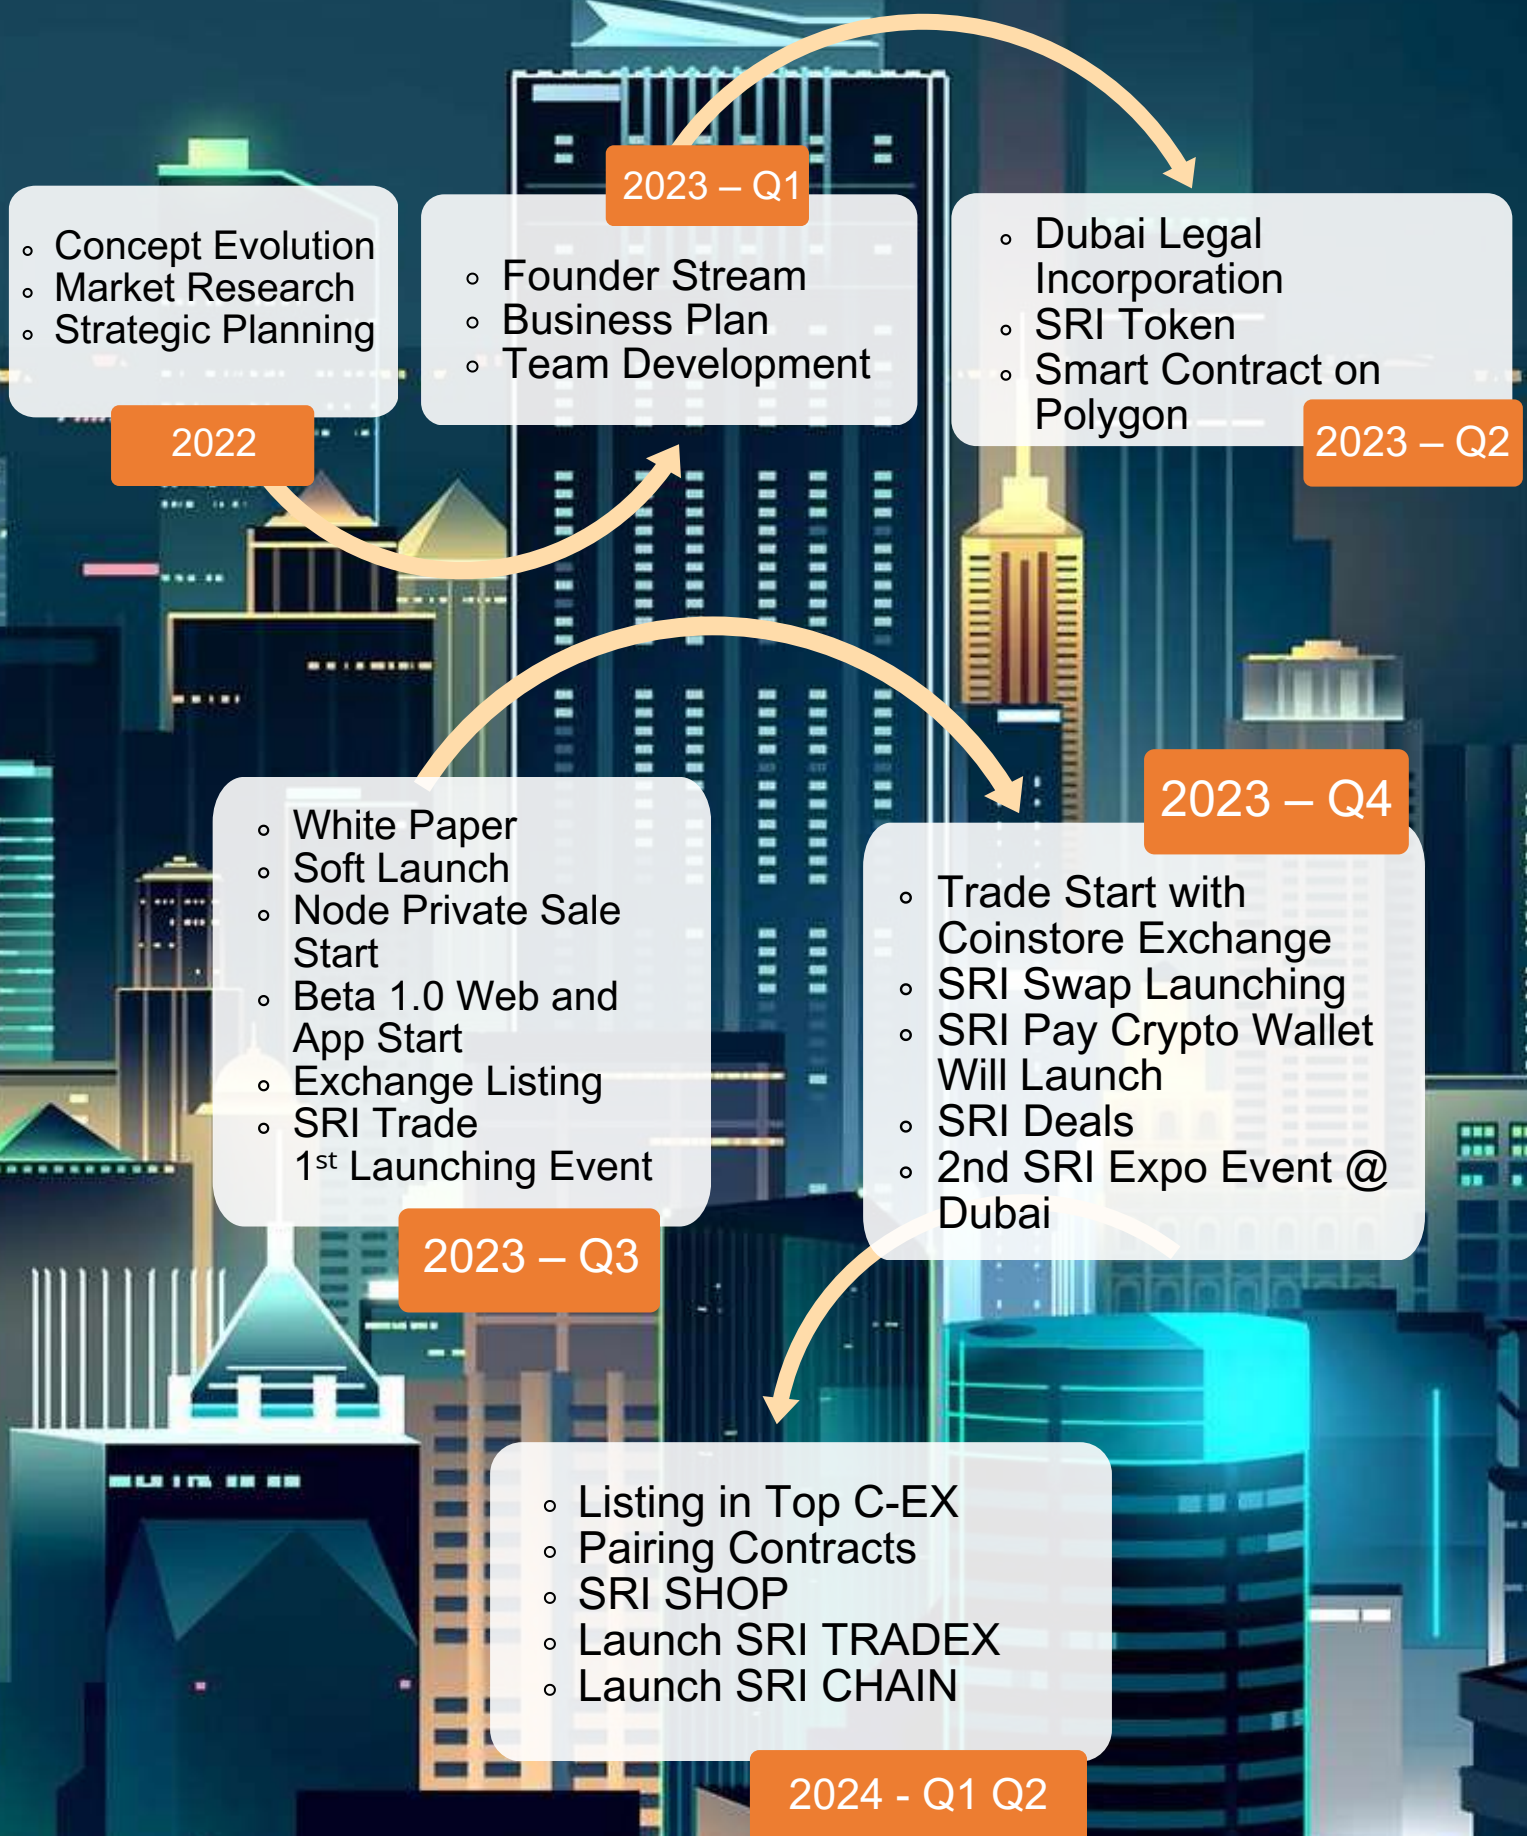 Concept Evolution
Market Research
Strategic Planning
2022
2023 – Q1
Founder Stream
Business Plan
Team Development
Dubai Legal
Incorporation
SRI Token
Smart Contract on
Polygon
2023 – Q2
White Paper
Soft Launch
Node Private Sale
Start
Beta 1.0 Web and
App Start
Exchange Listing
SRI Trade
1st Launching Event
2023 – Q3
2023 – Q4
Trade Start with
Coinstore Exchange
SRI Swap Launching
SRI Pay Crypto Wallet
Will Launch
SRI Deals
2nd SRI Expo Event @
Dubai
Listing in Top C-EX
Pairing Contracts
SRI SHOP
Launch SRI TRADEX
Launch SRI CHAIN
2024 - Q1 Q2